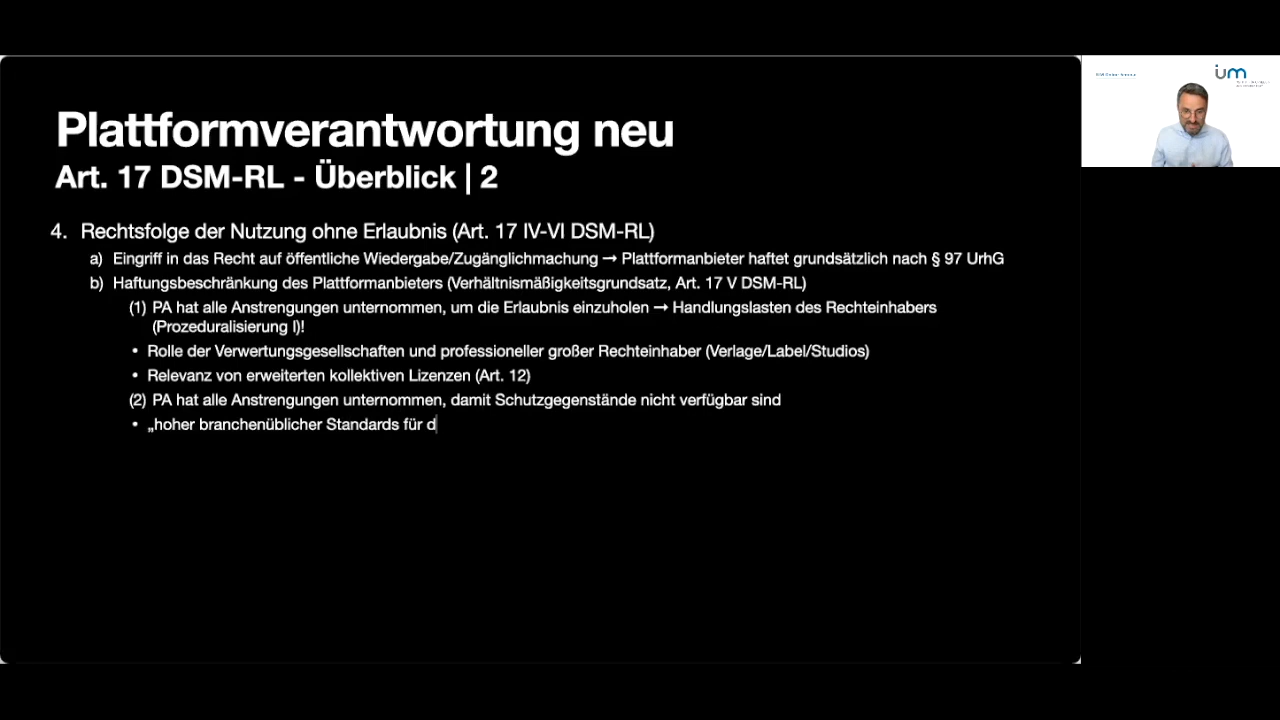 Plattformverantwortung neu
Art. 17 DSM-RL - Überblick | 2
4. Rechtsfolge der Nutzung ohne Erlaubnis (Art. 17 IV-VI DSM-RL)
a) Eingriff in das Recht auf öffentliche Wiedergabe/Zugänglichmachung → Plattformanbieter haftet grundsätzlich nach § 97 UrhG
b) Haftungsbeschränkung des Plattformanbieters (Verhältnismäßigkeitsgrundsatz, Art. 17 V DSM-RL)
(1) PA hat alle Anstrengungen unternommen, um die Erlaubnis einzuholen → Handlungslasten des Rechteinhabers
(Prozeduralisierung I)!
• Rolle der Verwertungsgesellschaften und professioneller großer Rechteinhaber (Verlage/Label/Studios)
• Relevanz von erweiterten kollektiven Lizenzen (Art. 12)
(2) PA hat alle Anstrengungen unternommen, damit Schutzgegenstände nicht verfügbar sind
• „hoher branchenüblicher Standards für d